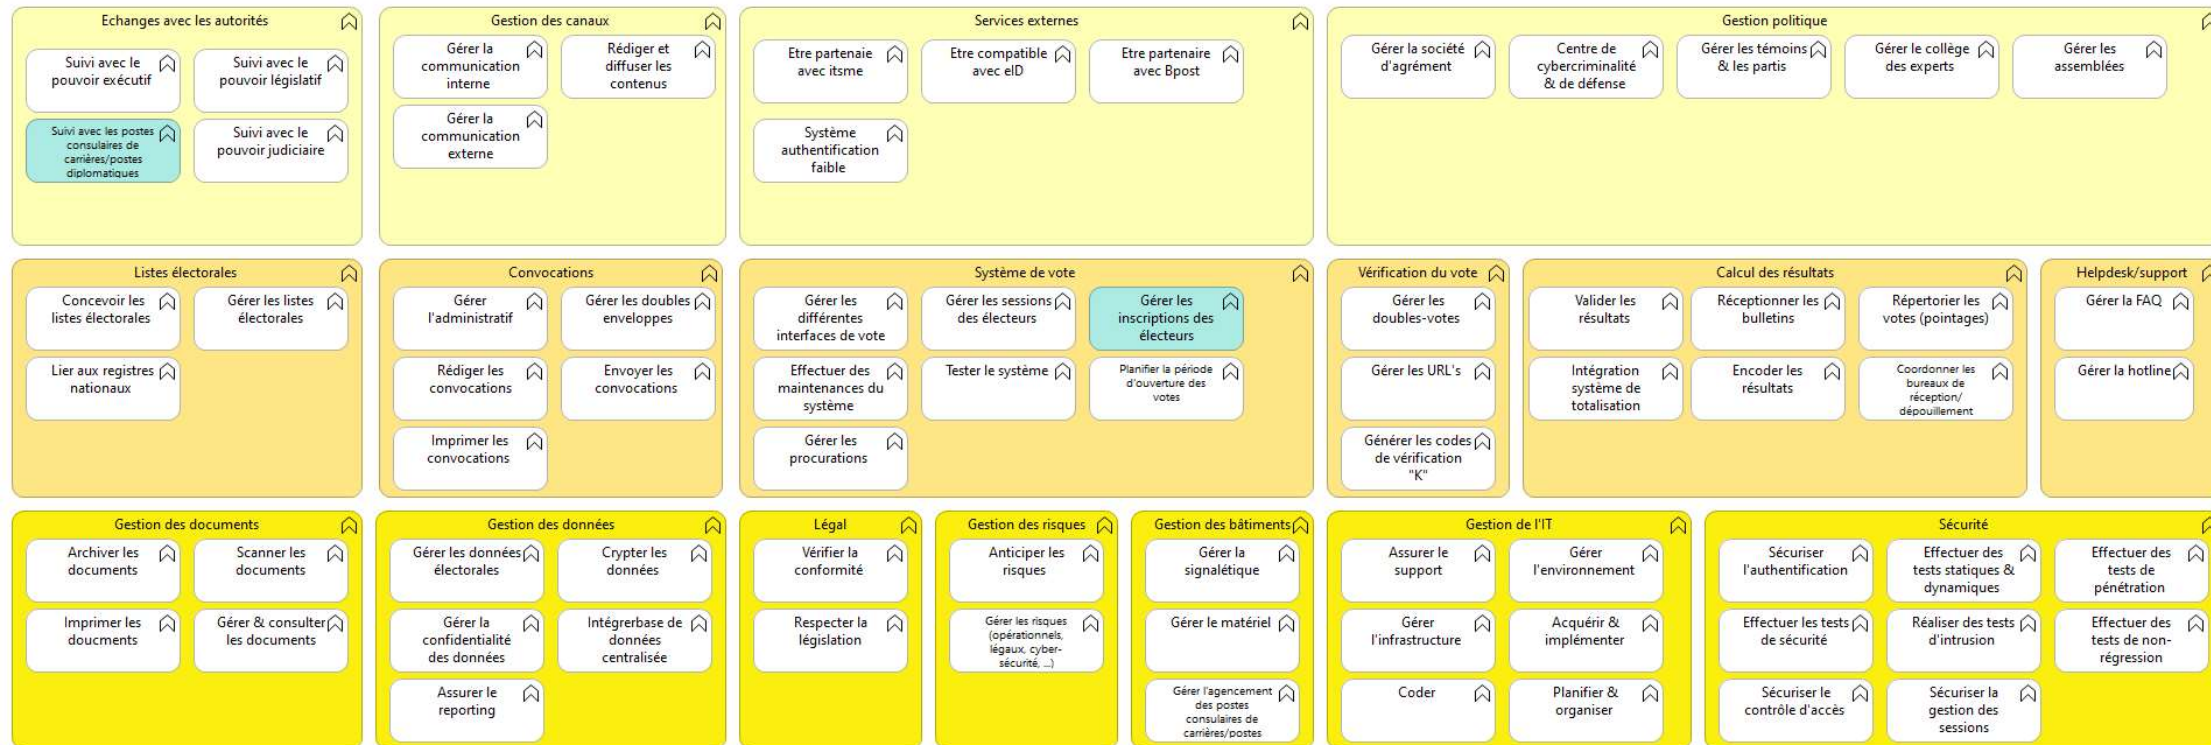 Echanges avec les autorités
Suivi avec le
pouvoir exécutif
Suivi avec le
pouvoir législatif
Suivi avec les postes
consulaires de
carrières/postes
diplomatiques
Suivi avec le
pouvoir judiciaire
Gestion des canaux
Gérer la
communication
interne
Rédiger et
diffuser les
contenus
Gérer la
communication
externe
Services externes
Etre partenaie
avec itsme
Etre compatible
avec eID
Etre partenaire
avec Bpost
Système
authentification
faible
Gestion politique
Gérer la société
d'agrément
Centre de
cybercriminalité
& de défense
Gérer les témoins
& les partis
Gérer le collège
des experts
Gérer les
assemblées
Listes électorales
Concevoir les
listes électorales
Gérer les listes
électorales
Lier aux registres
nationaux
Convocations
Gérer
l'administratif
Gérer les doubles
enveloppes
Rédiger les
convocations
Envoyer les
convocations
Imprimer les
convocations
Système de vote
Gérer les
différentes
interfaces de vote
Gérer les sessions
des électeurs
Gérer les
inscriptions des
électeurs
Effectuer des
maintenances du
système
Tester le système
Planifier la période
d'ouverture des
votes
Gérer les
procurations
Vérification du vote
Gérer les
doubles-votes
Gérer les URL's
Générer les codes
de vérification
"K"
Calcul des résultats
Valider les
résultats
Réceptionner les
bulletins
Répertorier les
votes (pointages)
Intégration
système de
totalisation
Encoder les
résultats
Coordonner les
bureaux de
réception/
dépouillement
Helpdesk/support
Gérer la FAQ
Gérer la hotline
Gestion des documents
Archiver les
documents
Scanner les
documents
Imprimer les
doucments
Gérer & consulter
les documents
Gestion des données
Gérer les données
électorales
Crypter les
données
Gérer la
confidentialité
des données
Intégrerbase de
données
centralisée
Assurer le
reporting
Légal
Vérifier la
conformité
Respecter la
législation
Gestion des risques
Anticiper les
risques
Gérer les risques
(opérationnels,
légaux, cyber-
sécurité, ...)
Gestion des bâtiments
Gérer la
signalétique
Gérer le matériel
Gérer l'agencement
des postes
consulaires de
carrières/postes
Gestion de l'IT
Assurer le
support
Gérer
l'environnement
Gérer
l'infrastructure
Acquérir &
implémenter
Coder
Planifier &
organiser
Sécurité
Sécuriser
l'authentification
Effectuer des
tests statiques &
dynamiques
Effectuer des
tests de
pénétration
Effectuer les tests
de sécurité
Réaliser des tests
d'intrusion
Effectuer des
tests de non-
régression
Sécuriser le
contrôle d'accès
Sécuriser la
gestion des
sessions